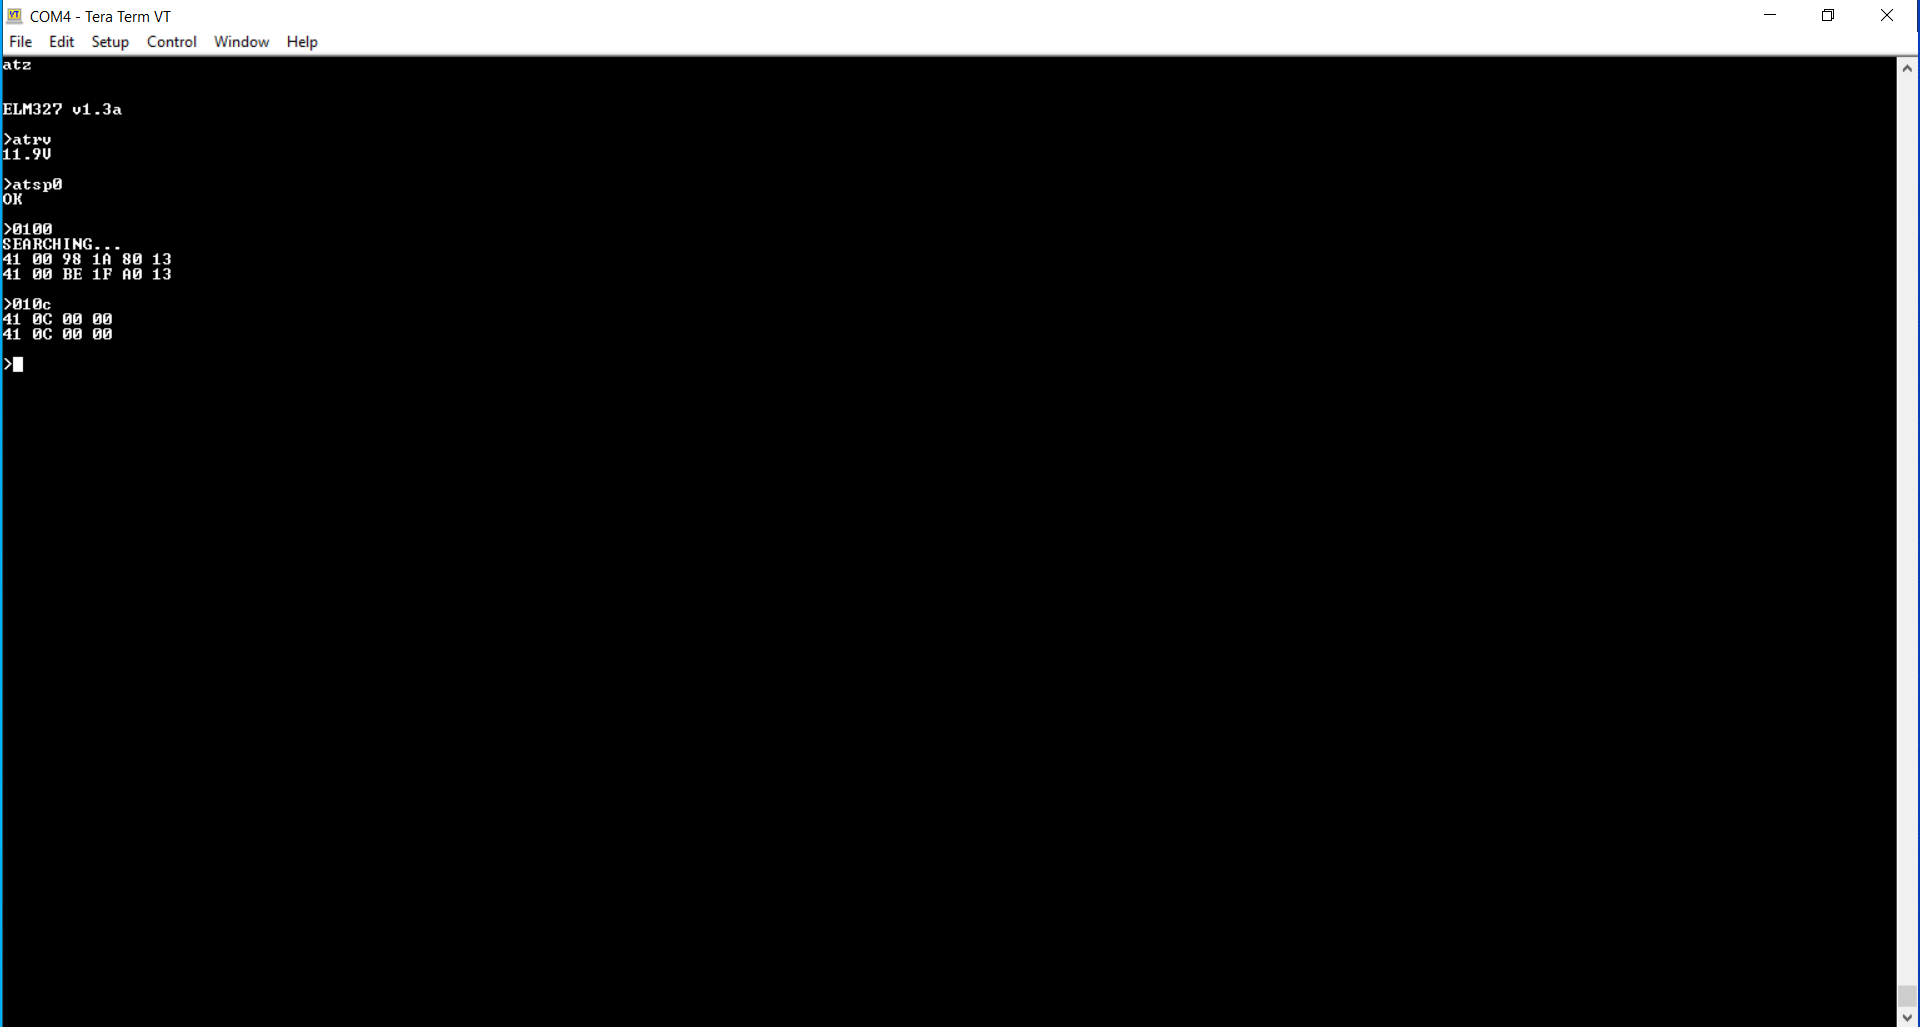 COM4 - Tera Term VT
File Edit Setup Control Window Help
atz
ELM327 v1.3a
>atrv
11.9V
>atsp0
OK
>0100
SEARCHING...
41 00 98 1A 80 13
41 00 BE 1F A0 13
>010c
41 0C 00 00
41 0C 00 00
>